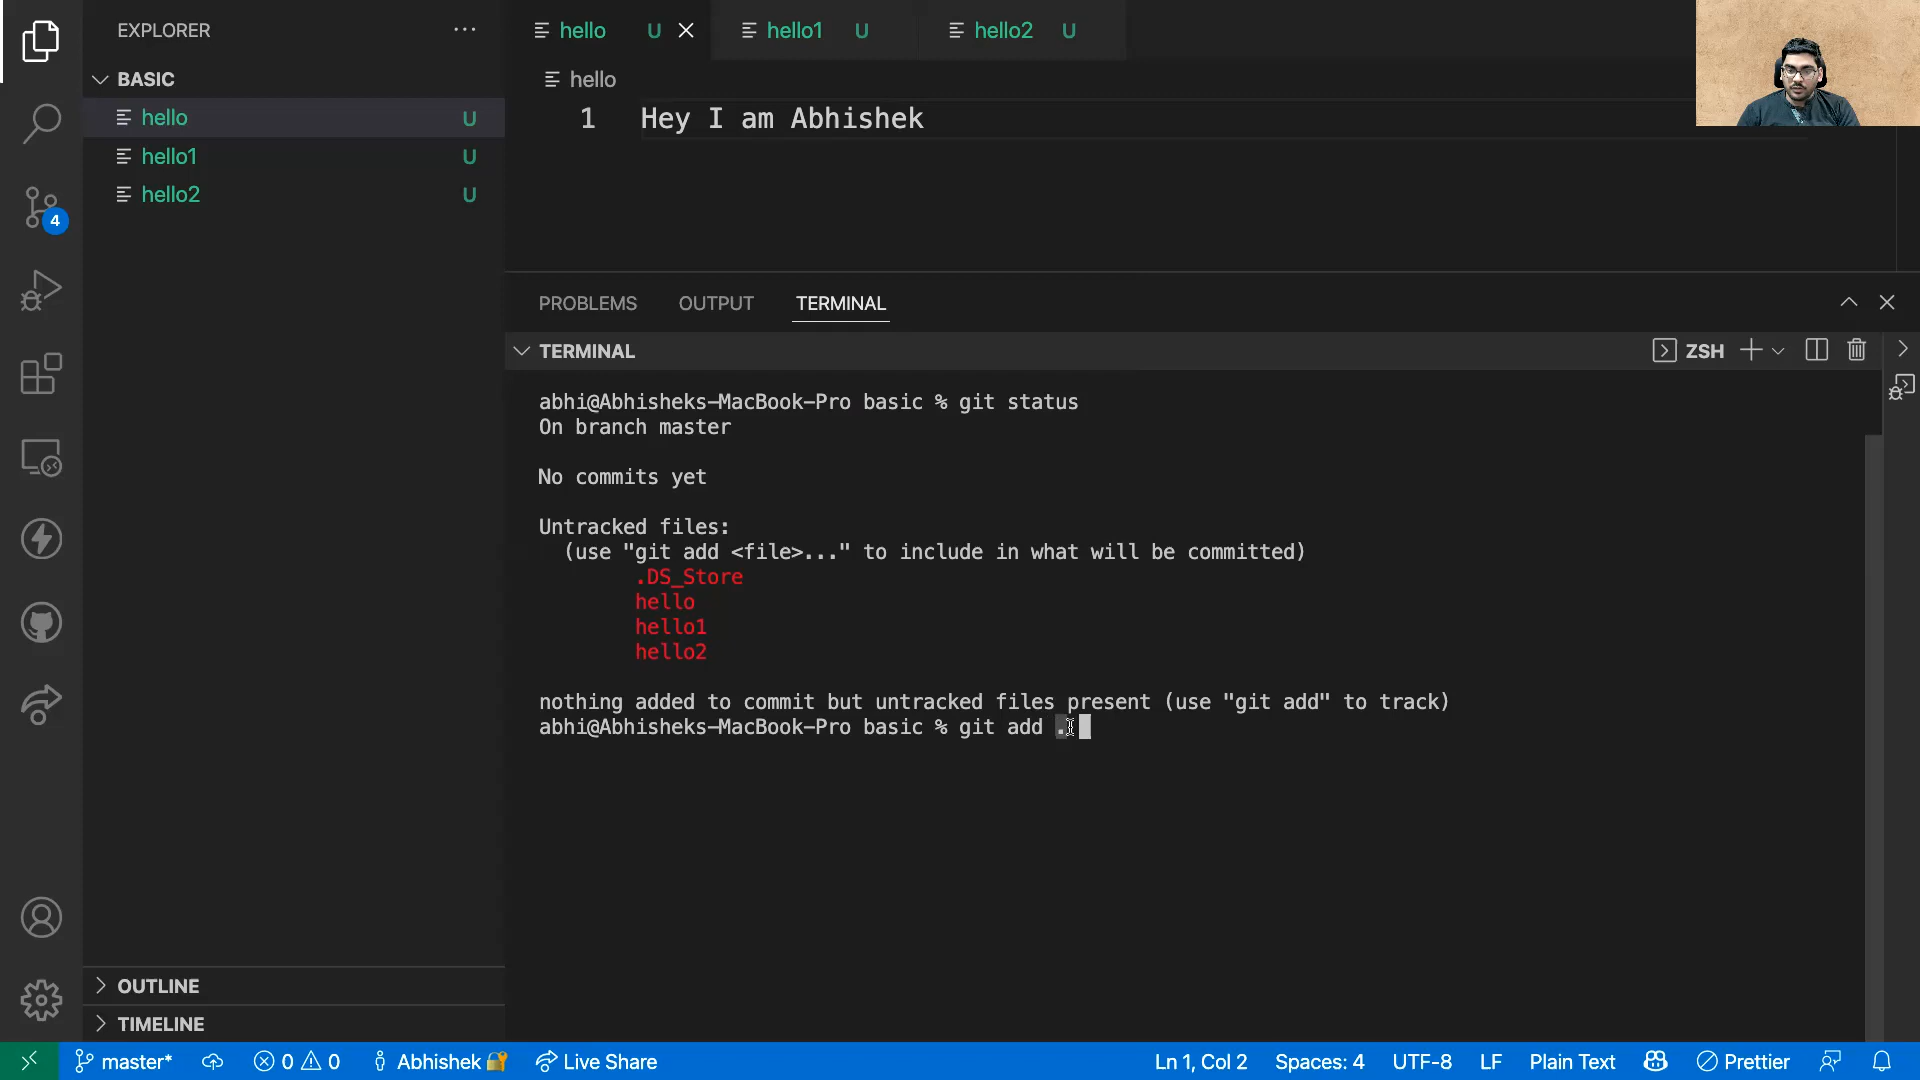 EXPLORER
BASIC
hello U
hello1 U
hello2 U
4
OUTLINE
TIMELINE
hello U
hello1 U
hello2 U
hello
1 Hey I am Abhishek
PROBLEMS OUTPUT TERMINAL
TERMINAL
ZSH
abhi@Abhisheks-MacBook-Pro basic % git status
On branch master
No commits yet
Untracked files:
(use "git add <file>..." to include in what will be committed)
.DS_Store
hello
hello1
hello2
nothing added to commit but untracked files present (use "git add" to track)
abhi@Abhisheks-MacBook-Pro basic % git add .
master* 0 0 Abhishek Live Share Ln 1, Col 2 Spaces: 4 UTF-8 LF Plain Text Prettier